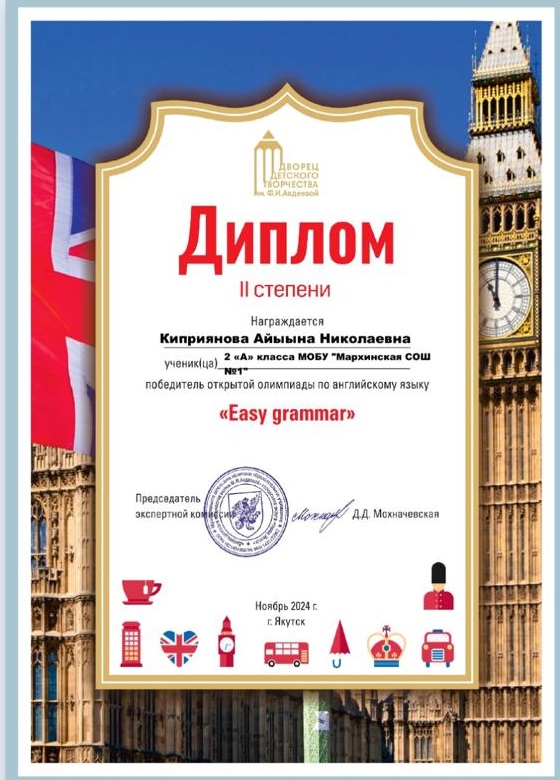 ДВОРЕЦ
ДЕТСКОГО
ТВОРЧЕСТВА
им. Ф.И.Авдеевой
Диплом
II степени
Награждается
Киприянова Айыына Николаевна
ученик(ца) 2 «А» класса МОБУ "Мархинская СОШ
№1"
победитель открытой олимпиады по английскому языку
«Easy grammar»
Председатель
экспертной комиссии Д.Д. Мохначевская
Ноябрь 2024 г.
г. Якутск